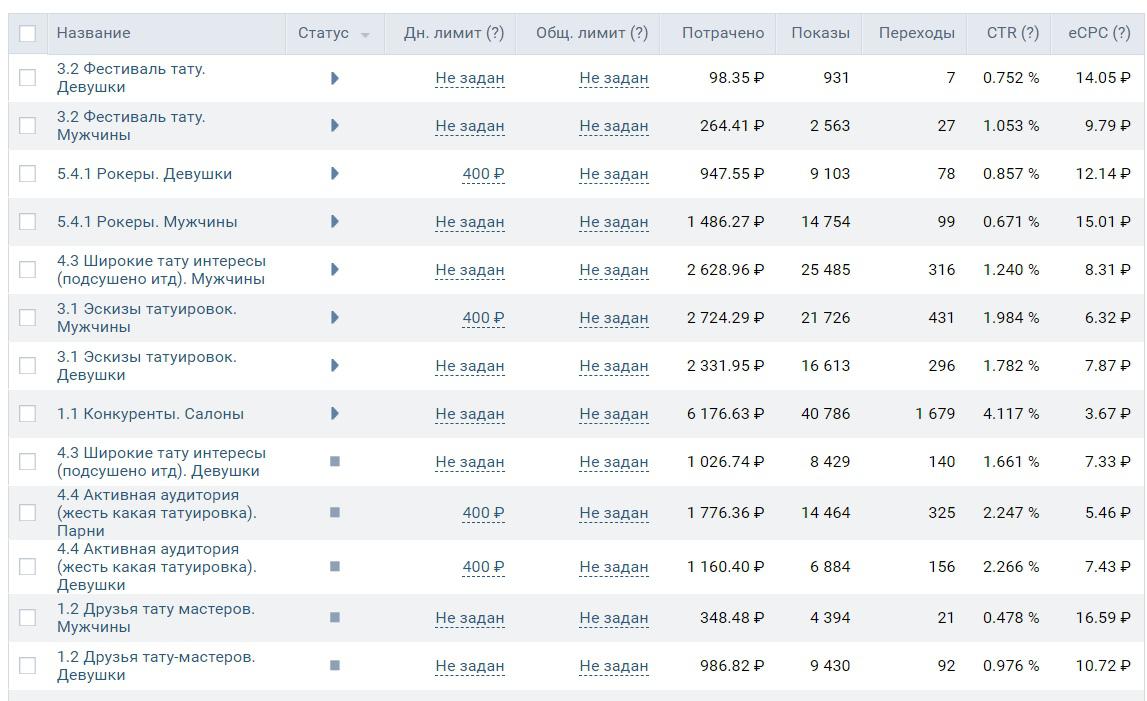 Название Статус Дн. лимит (?) Общ. лимит (?) Потрачено Показы Переходы CTR (?) eCPC (?)
3.2 Фестиваль тату.
Девушки Не задан Не задан 98.35 ₽ 931 7 0.752 % 14.05 ₽
3.2 Фестиваль тату.
Мужчины Не задан Не задан 264.41 ₽ 2 563 27 1.053 % 9.79 ₽
5.4.1 Рокеры. Девушки 400 ₽ Не задан 947.55 ₽ 9 103 78 0.857 % 12.14 ₽
5.4.1 Рокеры. Мужчины Не задан Не задан 1 486.27 ₽ 14 754 99 0.671 % 15.01 ₽
4.3 Широкие тату интересы
(подсушено итд). Мужчины Не задан Не задан 2 628.96 ₽ 25 485 316 1.240 % 8.31 ₽
3.1 Эскизы татуировок.
Мужчины 400 ₽ Не задан 2 724.29 ₽ 21 726 431 1.984 % 6.32 ₽
3.1 Эскизы татуировок.
Девушки Не задан Не задан 2 331.95 ₽ 16 613 296 1.782 % 7.87 ₽
1.1 Конкуренты. Салоны Не задан Не задан 6 176.63 ₽ 40 786 1 679 4.117 % 3.67 ₽
4.3 Широкие тату интересы
(подсушено итд). Девушки Не задан Не задан 1 026.74 ₽ 8 429 140 1.661 % 7.33 ₽
4.4 Активная аудитория
(жесть какая татуировка). 400 ₽ Не задан 1 776.36 ₽ 14 464 325 2.247 % 5.46 ₽
Парни
4.4 Активная аудитория
(жесть какая татуировка). 400 ₽ Не задан 1 160.40 ₽ 6 884 156 2.266 % 7.43 ₽
Девушки
1.2 Друзья тату мастеров.
Мужчины Не задан Не задан 348.48 ₽ 4 394 21 0.478 % 16.59 ₽
1.2 Друзья тату-мастеров.
Девушки Не задан Не задан 986.82 ₽ 9 430 92 0.976 % 10.72 ₽